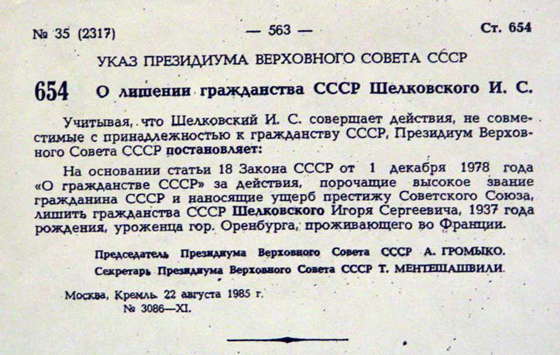 № 35 (2317) — 563 — Ст. 654
УКАЗ ПРЕЗИДИУМА ВЕРХОВНОГО СОВЕТА СССР
654 О лишении гражданства СССР Шелковского И. С.
Учитывая, что Шелковский И. С. совершает действия, не совме-
стимые с принадлежностью к гражданству СССР, Президиум Верхов-
ного Совета СССР постановляет:
На основании статьи 18 Закона СССР от 1 декабря 1978 года
«О гражданстве СССР» за действия, порочащие высокое звание
гражданина СССР и наносящие ущерб престижу Советского Союза,
лишить гражданства СССР Шелковского Игоря Сергеевича, 1937 года
рождения, уроженца гор. Оренбурга, проживающего во Франции.
Председатель Президиума Верховного Совета СССР А. ГРОМЫКО.
Секретарь Президиума Верховного Совета СССР Т. МЕНТЕШАШВИЛИ.
Москва, Кремль. 22 августа 1985 г.
№ 3086—XI.